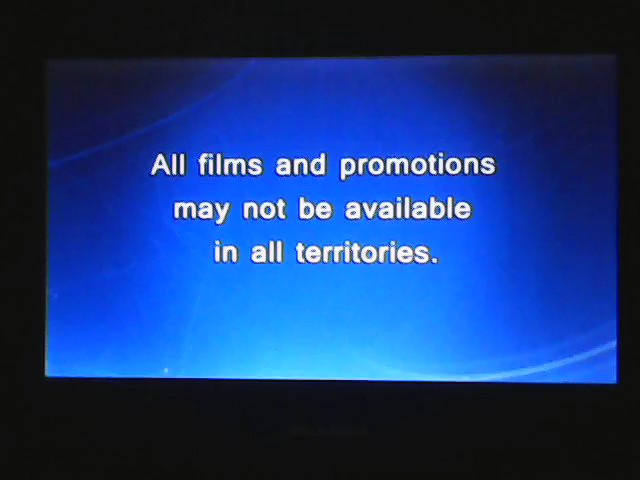 All films and promotions
may not be available
in all territories.